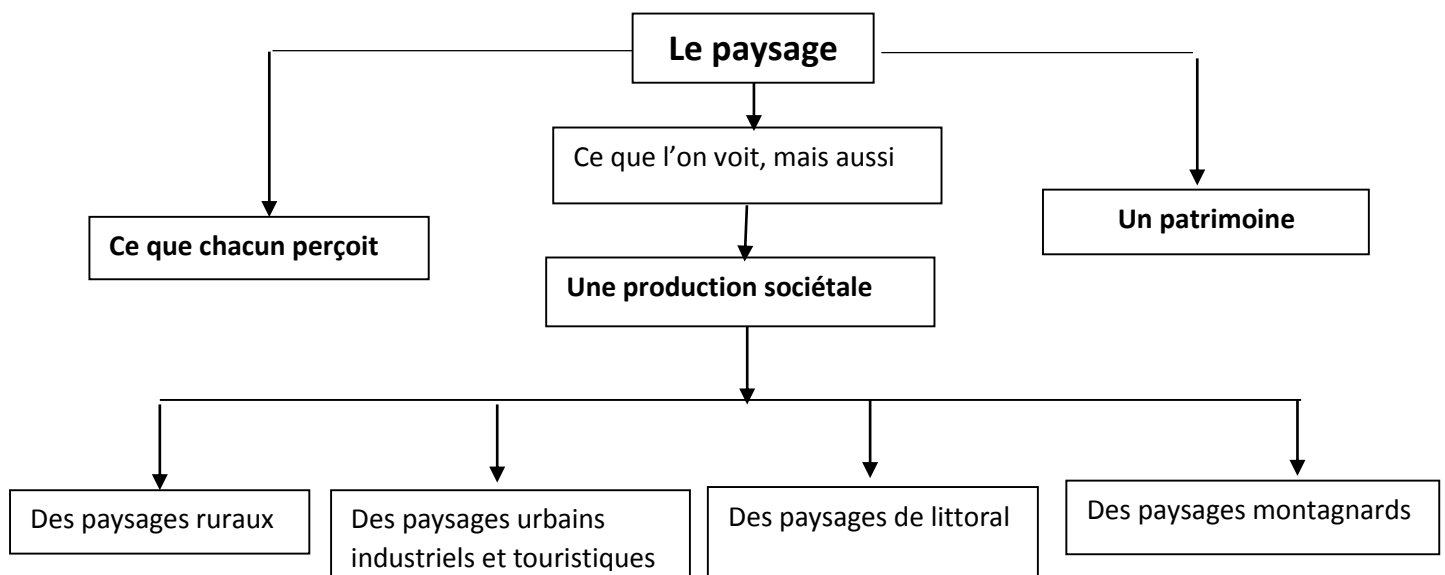 Le paysage
Ce que l’on voit, mais aussi
Ce que chacun perçoit
Un patrimoine
Une production sociétale
Des paysages ruraux
Des paysages urbains
industriels et touristiques
Des paysages de littoral
Des paysages montagnards